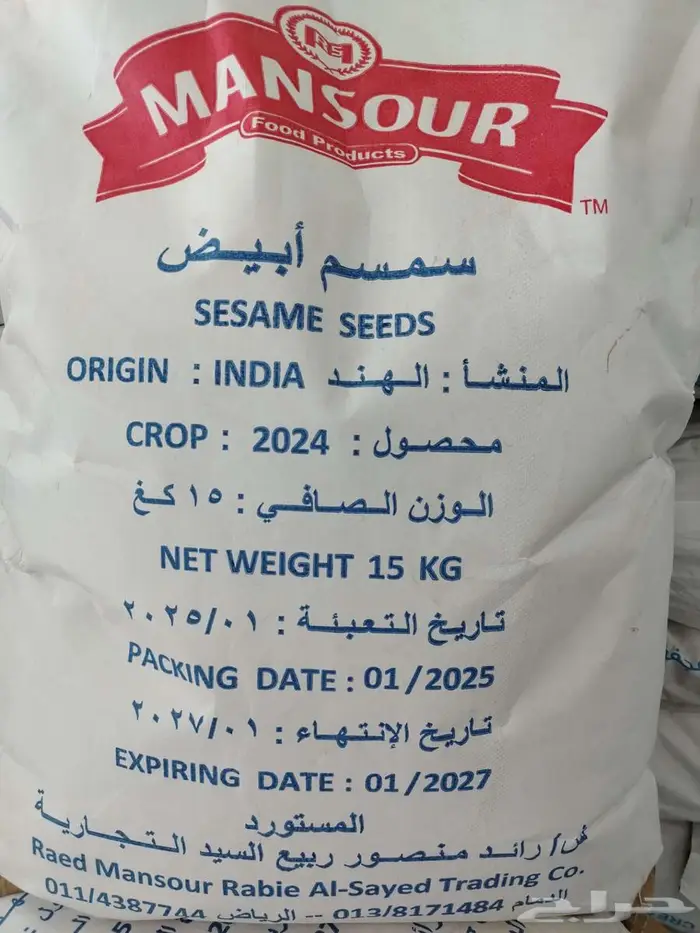 MANSOUR
Food Products
TM
سمسم أبيض
SESAME SEEDS
ORIGIN : INDIA المنشأ : الهند
CROP : 2024 : محصول
الوزن الصافي : ١٥ كغ
NET WEIGHT 15 KG
تاريخ التعبئة : ٢٠٢٥/٠١
PACKING DATE : 01/2025
تاريخ الإنتهاء : ٢٠٢٧/٠١
EXPIRING DATE : 01/2027
المستورد
ش/ رائد منصور ربيع السيد التجارية
Raed Mansour Rabie Al-Sayed Trading Co.
الدمام 013/8171484 -- الرياض 011/4387744
حراج